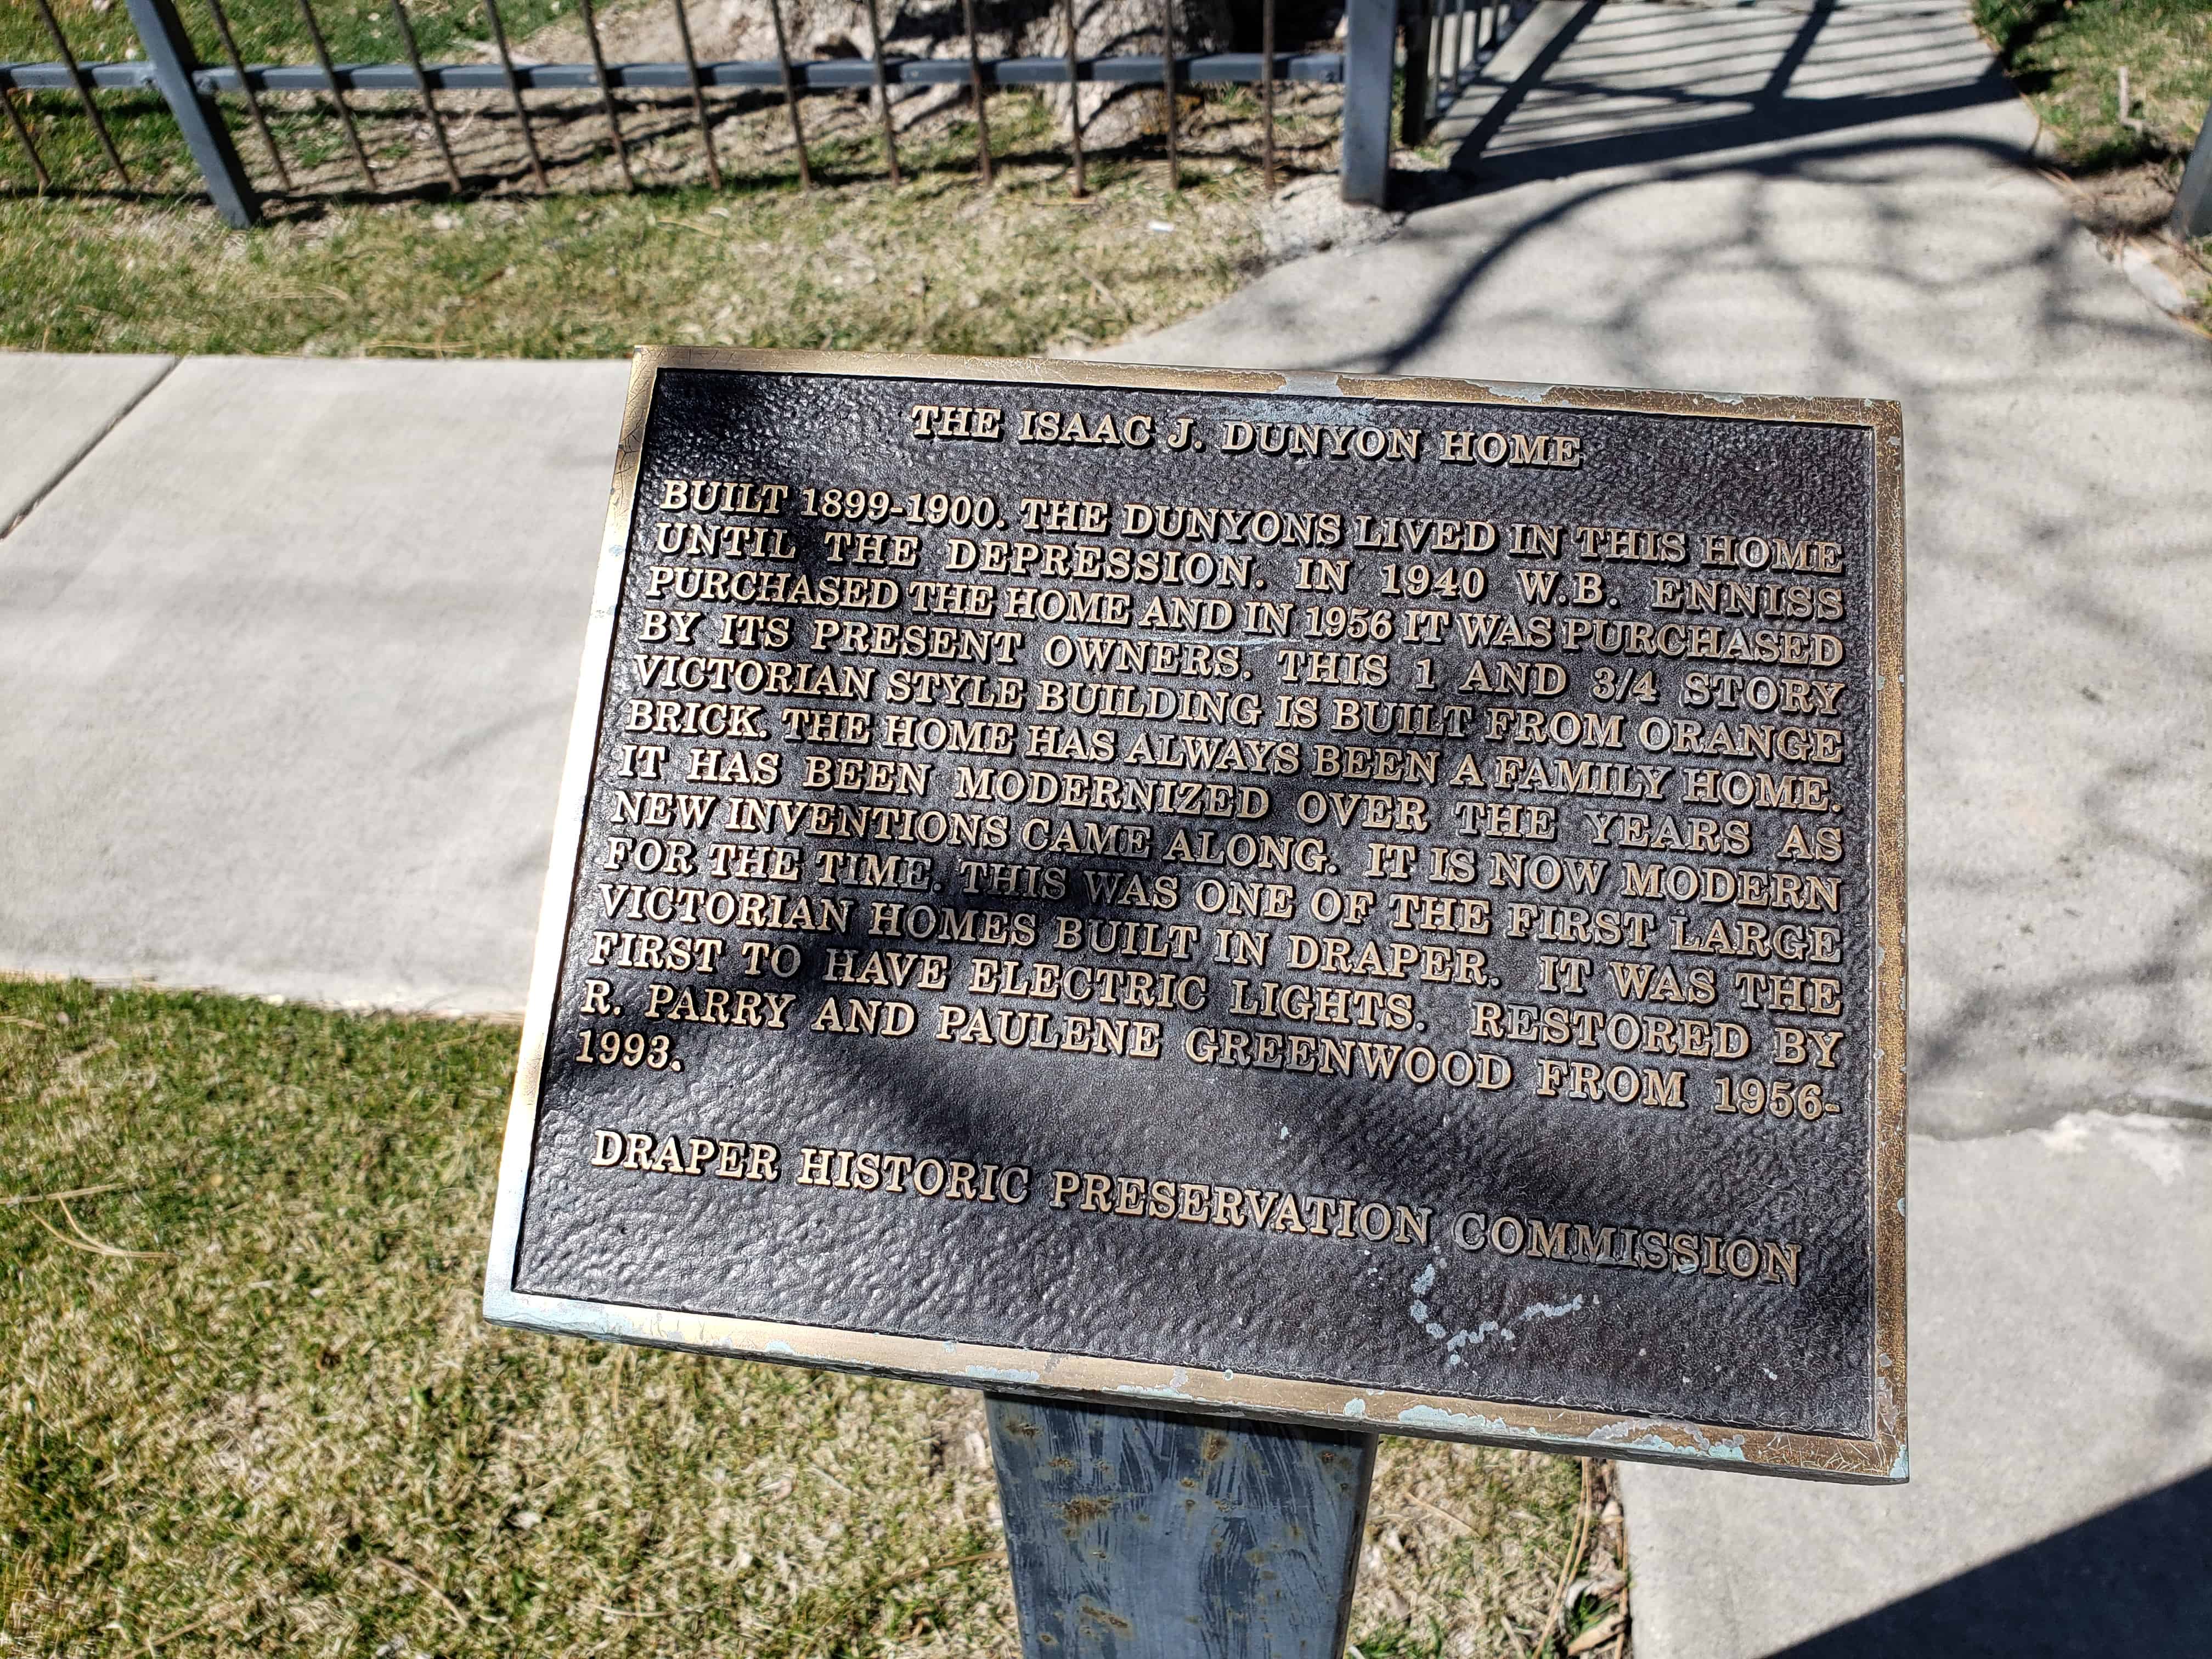 THE ISAAC J. DUNYON HOME
BUILT 1899-1900. THE DUNYONS LIVED IN THIS HOME
UNTIL THE DEPRESSION. IN 1940 W.B. ENNISS
PURCHASED THE HOME AND IN 1956 IT WAS PURCHASED
BY ITS PRESENT OWNERS. THIS 1 AND 3/4 STORY
VICTORIAN STYLE BUILDING IS BUILT FROM ORANGE
BRICK. THE HOME HAS ALWAYS BEEN A FAMILY HOME.
IT HAS BEEN MODERNIZED OVER THE YEARS AS
NEW INVENTIONS CAME ALONG. IT IS NOW MODERN
FOR THE TIME. THIS WAS ONE OF THE FIRST LARGE
VICTORIAN HOMES BUILT IN DRAPER. IT WAS THE
FIRST TO HAVE ELECTRIC LIGHTS. RESTORED BY
R. PARRY AND PAULENE GREENWOOD FROM 1956-
1993.
DRAPER HISTORIC PRESERVATION COMMISSION